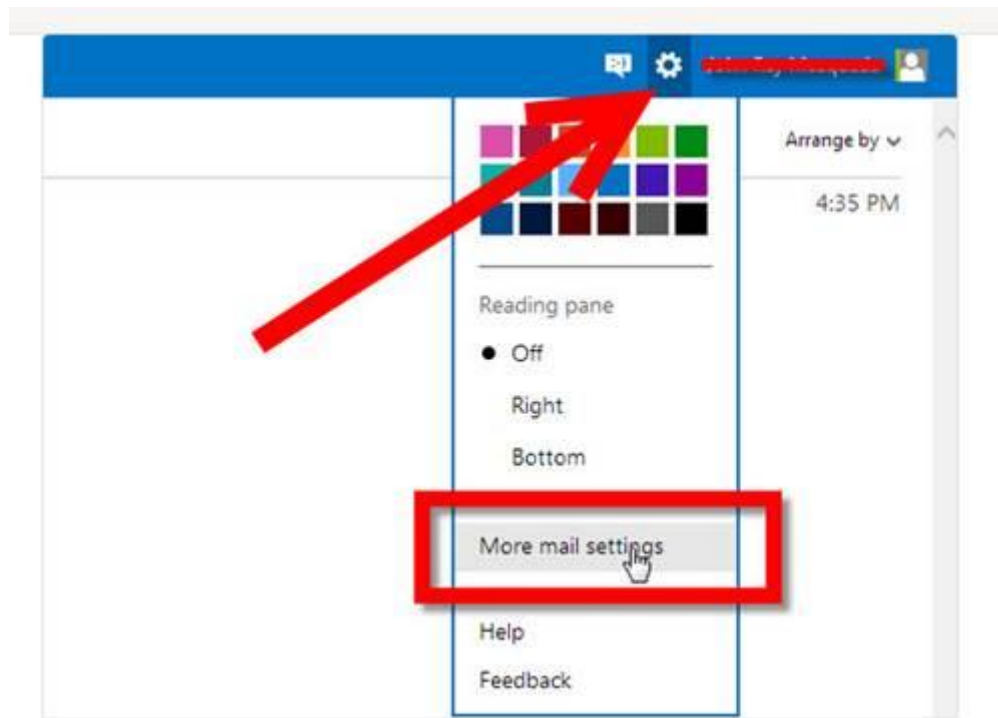 Arrange by
4:35 PM
Reading pane
Off
Right
Bottom
More mail settings
Help
Feedback